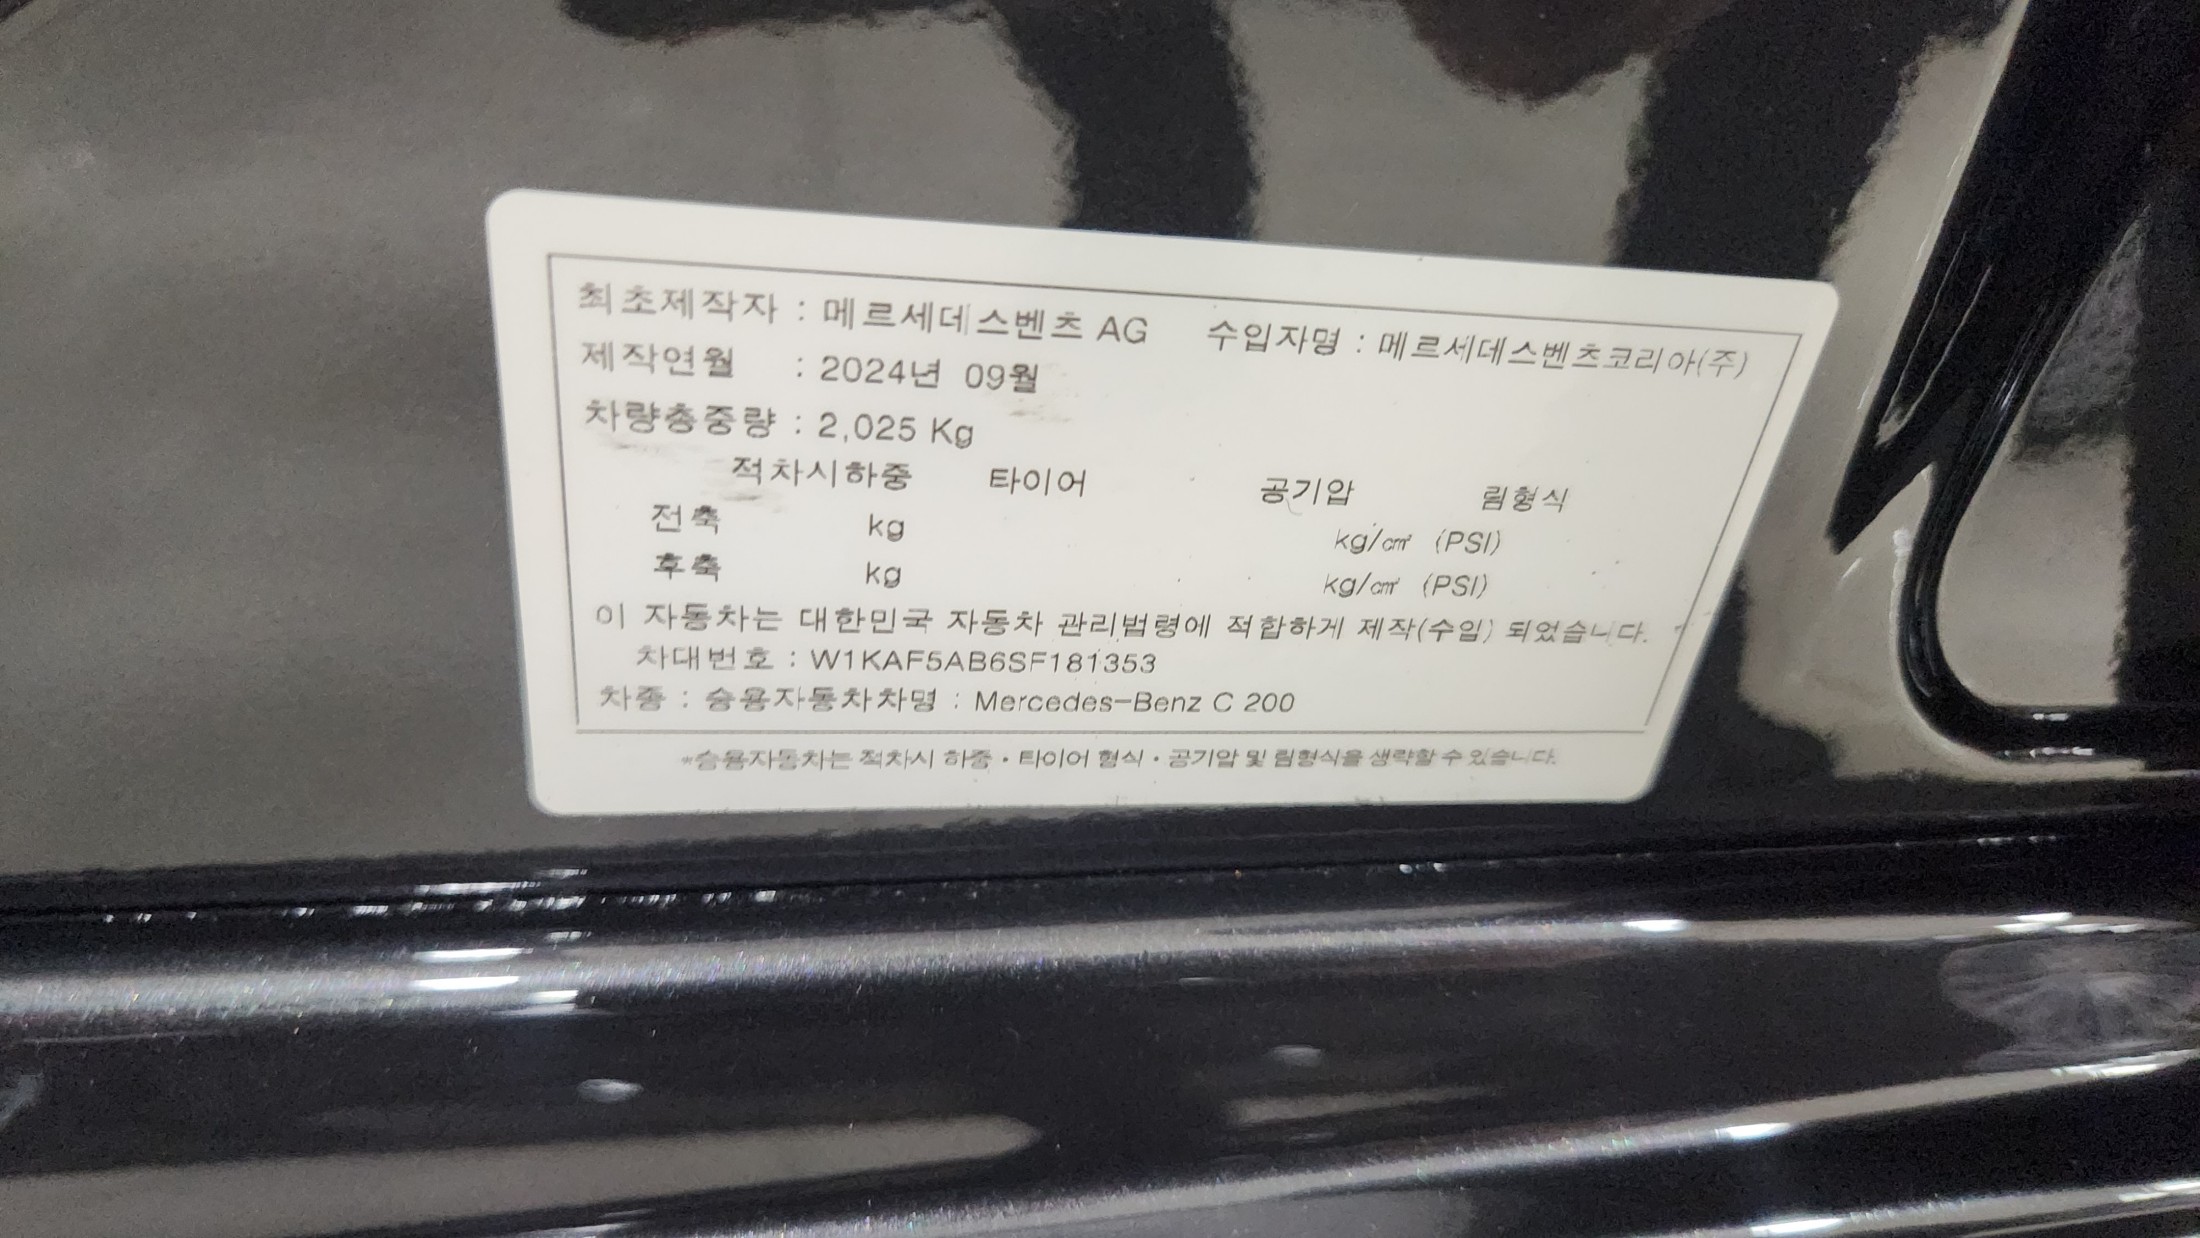 최초제작자 : 메르세데스벤츠 AG 수입자명 : 메르세데스벤츠코리아(주)
제작연월 : 2024년 09월
차량총중량 : 2,025 Kg
적차시하중 타이어 공기압 림형식
전축 kg kg/㎠ (PSI)
후축 kg kg/㎠ (PSI)
이 자동차는 대한민국 자동차 관리법령에 적합하게 제작(수입) 되었습니다.
차대번호 : W1KAF5AB6SF181353
차종 : 승용자동차차명 : Mercedes-Benz C 200
*승용자동차는 적차시 하중·타이어 형식·공기압 및 림형식을 생략할 수 있습니다.